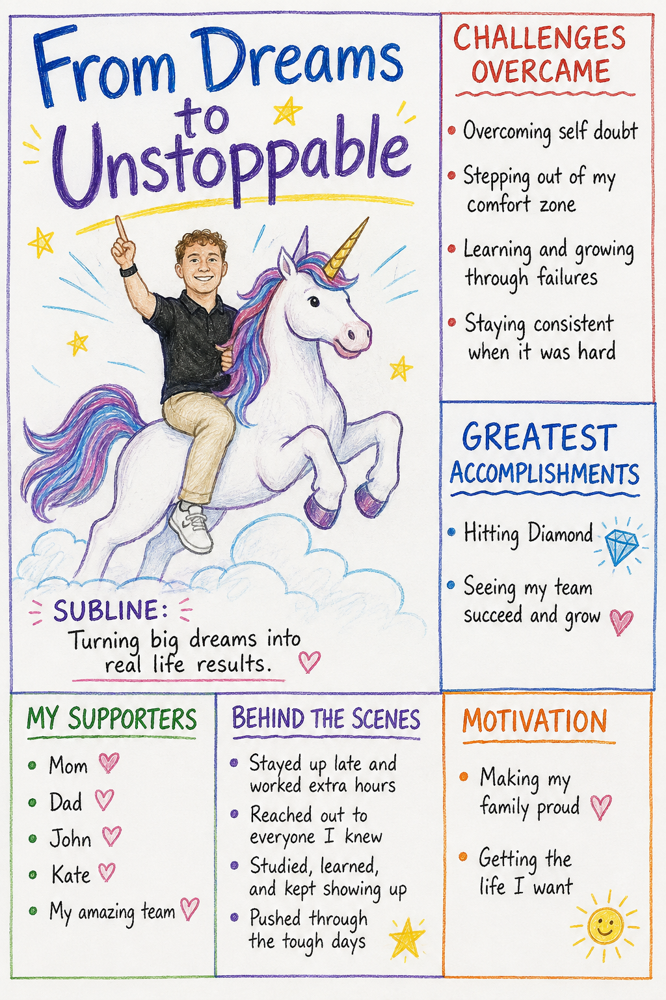 From Dreams
to
Unstoppable
SUBLINE:
Turning big dreams into
real life results.
CHALLENGES
OVERCAME
• Overcoming self doubt
• Stepping out of my
comfort zone
• Learning and growing
through failures
• Staying consistent
when it was hard
GREATEST
ACCOMPLISHMENTS
• Hitting Diamond
• Seeing my team
succeed and grow
MY SUPPORTERS
• Mom
• Dad
• John
• Kate
• My amazing team
BEHIND THE SCENES
• Stayed up late and
worked extra hours
• Reached out to
everyone I knew
• Studied, learned,
and kept showing up
• Pushed through
the tough days
MOTIVATION
• Making my
family proud
• Getting the
life I want